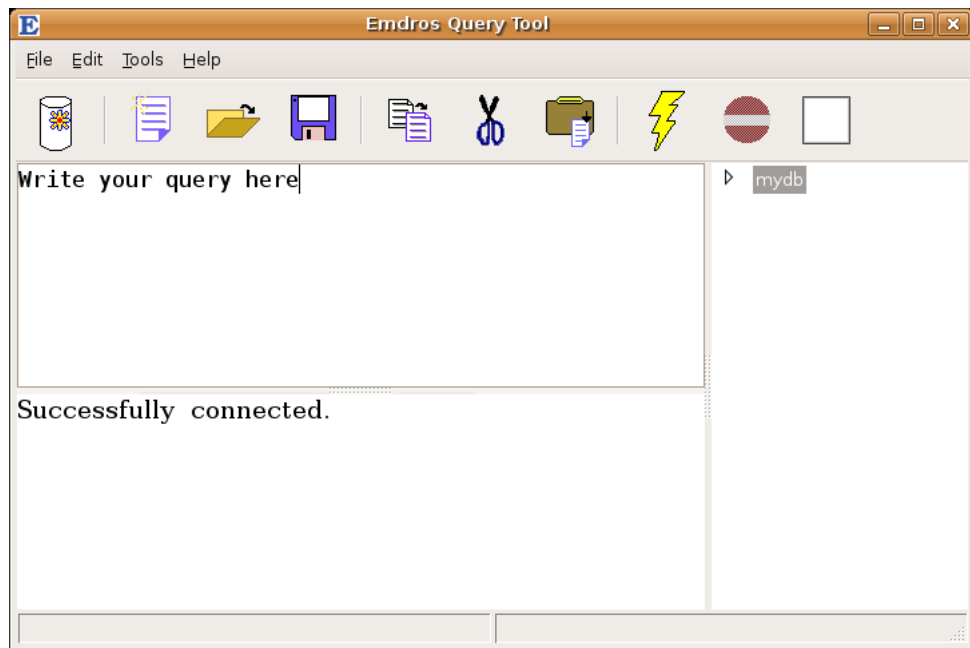 E
Emdros Query Tool
File Edit Tools Help
Write your query here
mydb
Successfully connected.